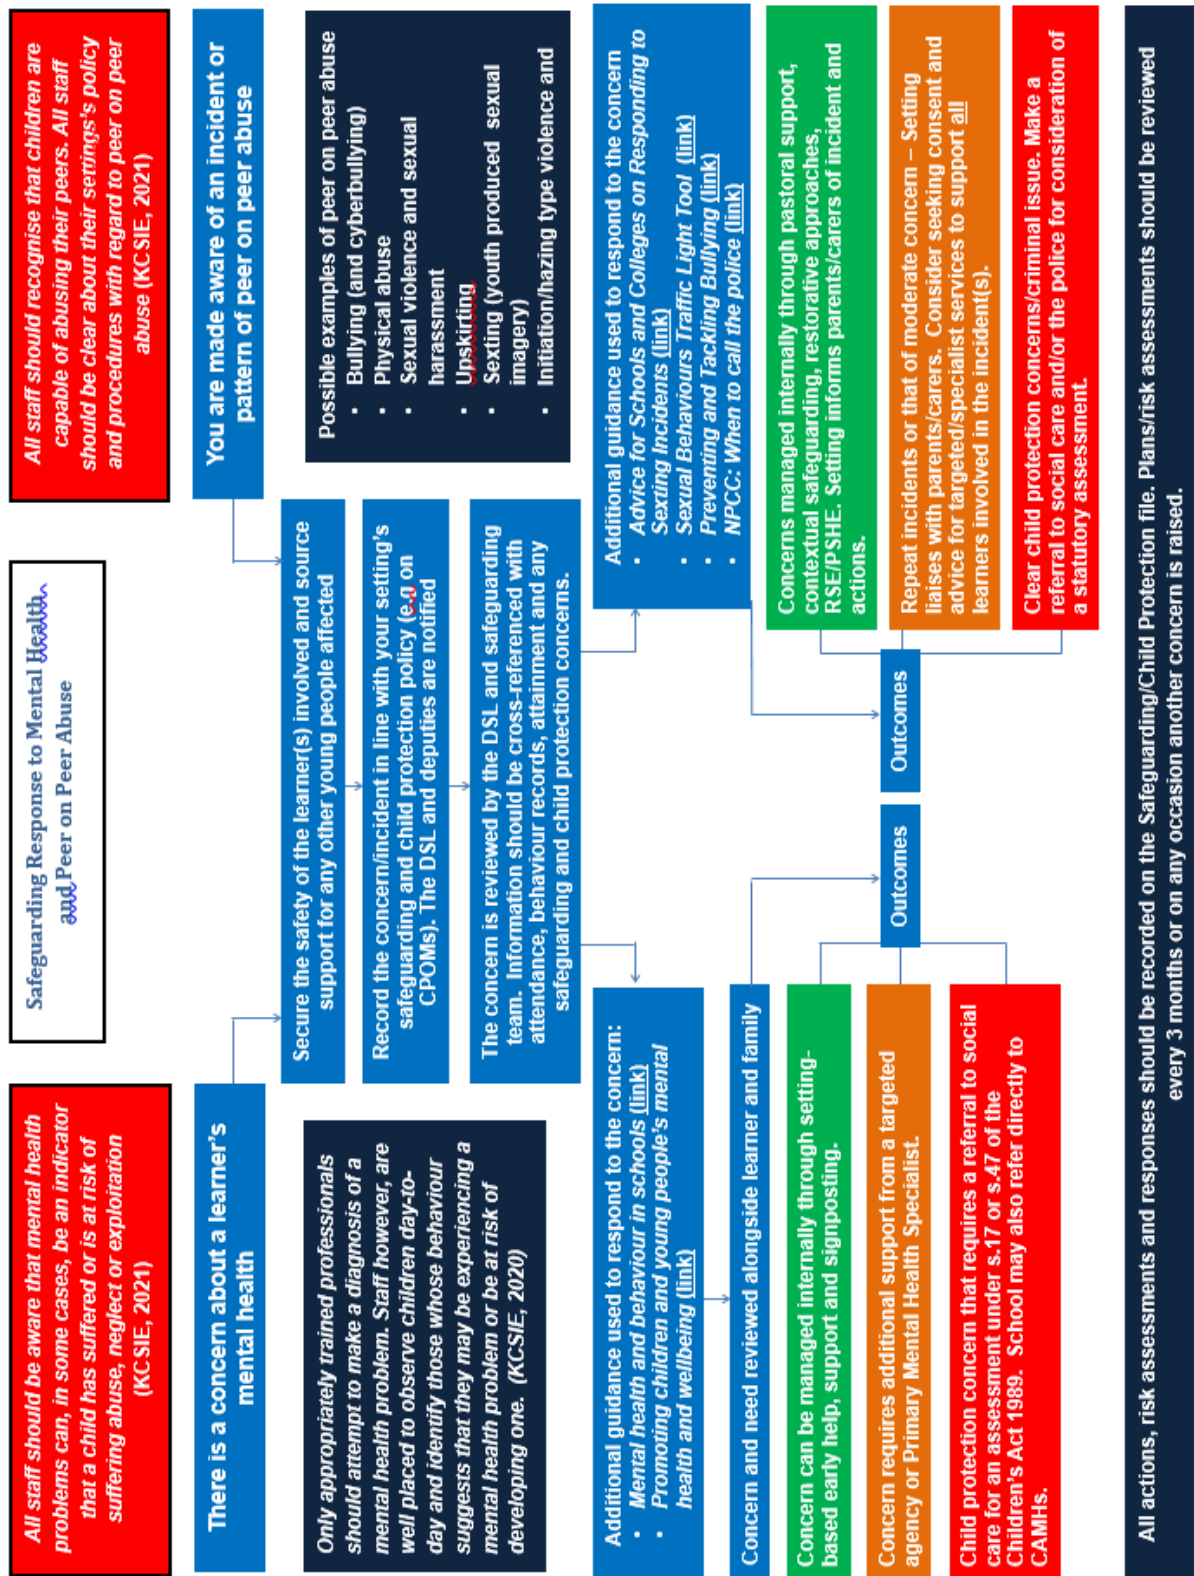 All staff should be aware that mental health
problems can, in some cases, be an indicator
that a child has suffered or is at risk of
suffering abuse, neglect or exploitation
(KCSIE, 2021)
Safeguarding Response to Mental Health
and Peer on Peer Abuse
All staff should recognise that children are
capable of abusing their peers. All staff
should be clear about their settings's policy
and procedures with regard to peer on peer
abuse (KCSIE, 2021)
There is a concern about a learner's
mental health
You are made aware of an incident or
pattern of peer on peer abuse
Secure the safety of the learner(s) involved and source
support for any other young people affected
Record the concern/incident in line with your setting's
safeguarding and child protection policy (e.g on
CPOMs). The DSL and deputies are notified
The concern is reviewed by the DSL and safeguarding
team. Information should be cross-referenced with
attendance, behaviour records, attainment and any
safeguarding and child protection concerns.
Only appropriately trained professionals
should attempt to make a diagnosis of a
mental health problem. Staff however, are
well placed to observe children day-to-
day and identify those whose behaviour
suggests that they may be experiencing a
mental health problem or be at risk of
developing one. (KCSIE, 2020)
Possible examples of peer on peer abuse
• Bullying (and cyberbullying)
• Physical abuse
• Sexual violence and sexual
harassment
• Upskirting
• Sexting (youth produced sexual
imagery)
• Initiation/hazing type violence and
Additional guidance used to respond to the concern:
• Mental health and behaviour in schools (link)
• Promoting children and young people's mental
health and wellbeing (link)
Additional guidance used to respond to the concern
• Advice for Schools and Colleges on Responding to
Sexting Incidents (link)
• Sexual Behaviours Traffic Light Tool (link)
• Preventing and Tackling Bullying (link)
• NPCC: When to call the police (link)
Concern and need reviewed alongside learner and family
Concern can be managed internally through setting-
based early help, support and signposting.
Concern requires additional support from a targeted
agency or Primary Mental Health Specialist.
Child protection concern that requires a referral to social
care for an assessment under s.17 or s.47 of the
Children's Act 1989. School may also refer directly to
CAMHs.
Outcomes
Outcomes
Concerns managed internally through pastoral support,
contextual safeguarding, restorative approaches,
RSE/PSHE. Setting informs parents/carers of incident and
actions.
Repeat incidents or that of moderate concern – Setting
liaises with parents/carers. Consider seeking consent and
advice for targeted/specialist services to support all
learners involved in the incident(s).
Clear child protection concerns/criminal issue. Make a
referral to social care and/or the police for consideration of
a statutory assessment.
All actions, risk assessments and responses should be recorded on the Safeguarding/Child Protection file. Plans/risk assessments should be reviewed
every 3 months or on any occasion another concern is raised.